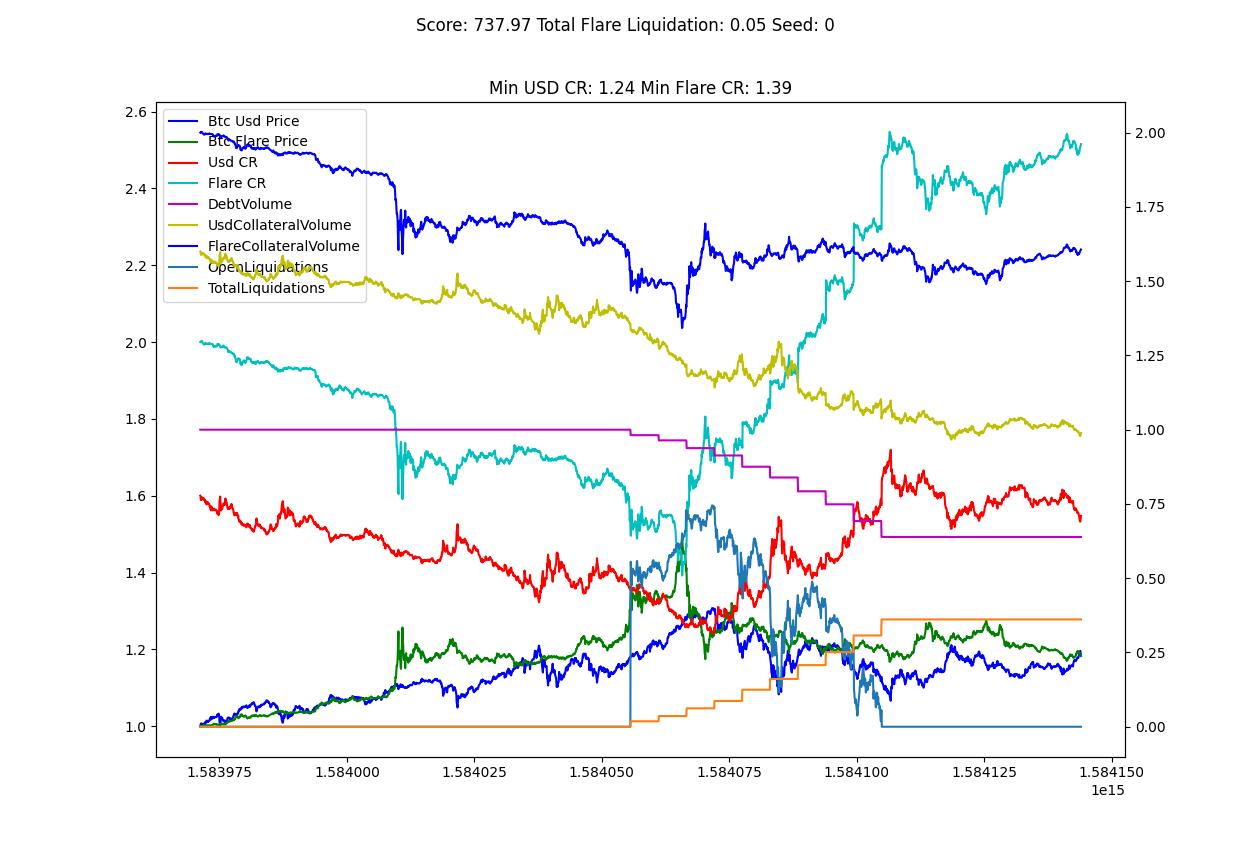 Score: 737.97 Total Flare Liquidation: 0.05 Seed: 0
Min USD CR: 1.24 Min Flare CR: 1.39
Btc Usd Price
Btc Flare Price
Usd CR
Flare CR
DebtVolume
UsdCollateralVolume
FlareCollateralVolume
OpenLiquidations
TotalLiquidations
2.6
2.4
2.2
2.0
1.8
1.6
1.4
1.2
1.0
2.00
1.75
1.50
1.25
1.00
0.75
0.50
0.25
0.00
1.583975 1.584000 1.584025 1.584050 1.584075 1.584100 1.584125 1.584150
1e15